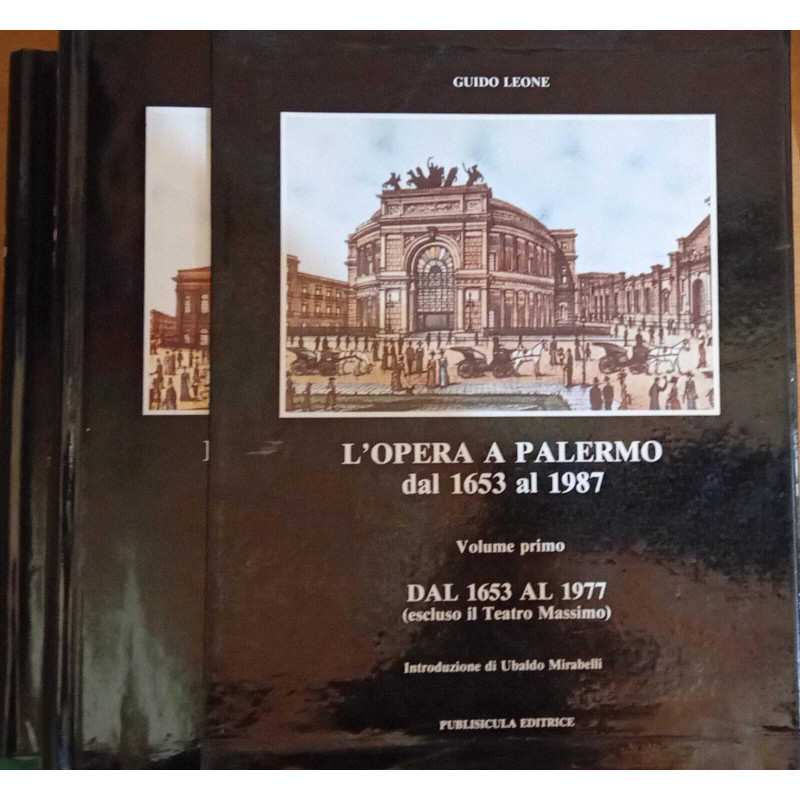 GUIDO LEONE
L'OPERA A PALERMO
dal 1653 al 1987
Volume primo
DAL 1653 AL 1977
(escluso il Teatro Massimo)
Introduzione di Ubaldo Mirabelli
PUBLISICULA EDITRICE